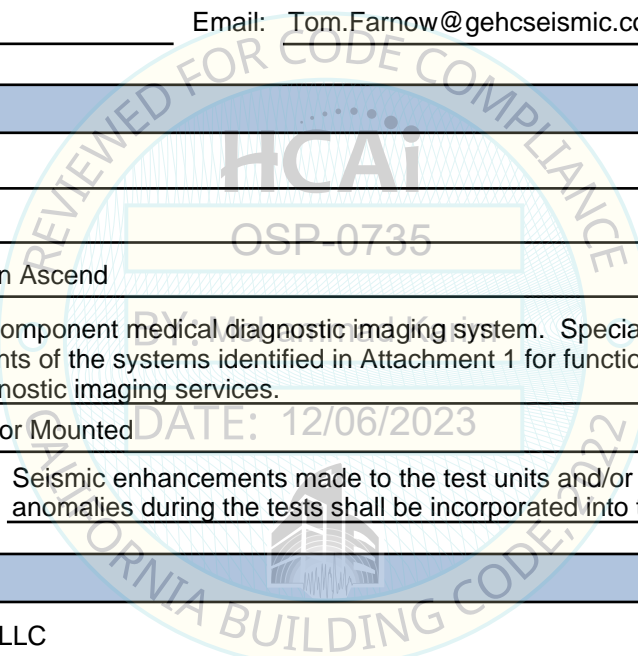 Email: Tom.Farnow@gehcseismic.co
REVIEWED FOR CODE COMPLIANCE
HCAi
OSP-0735
n Ascend
BY: Mohammad Karim
omponent medical diagnostic imaging system. Specia
nts of the systems identified in Attachment 1 for functio
nostic imaging services.
or Mounted
DATE: 12/06/2023
Seismic enhancements made to the test units and/or
anomalies during the tests shall be incorporated into
CALIFORNIA BUILDING CODE, 2022
LLC